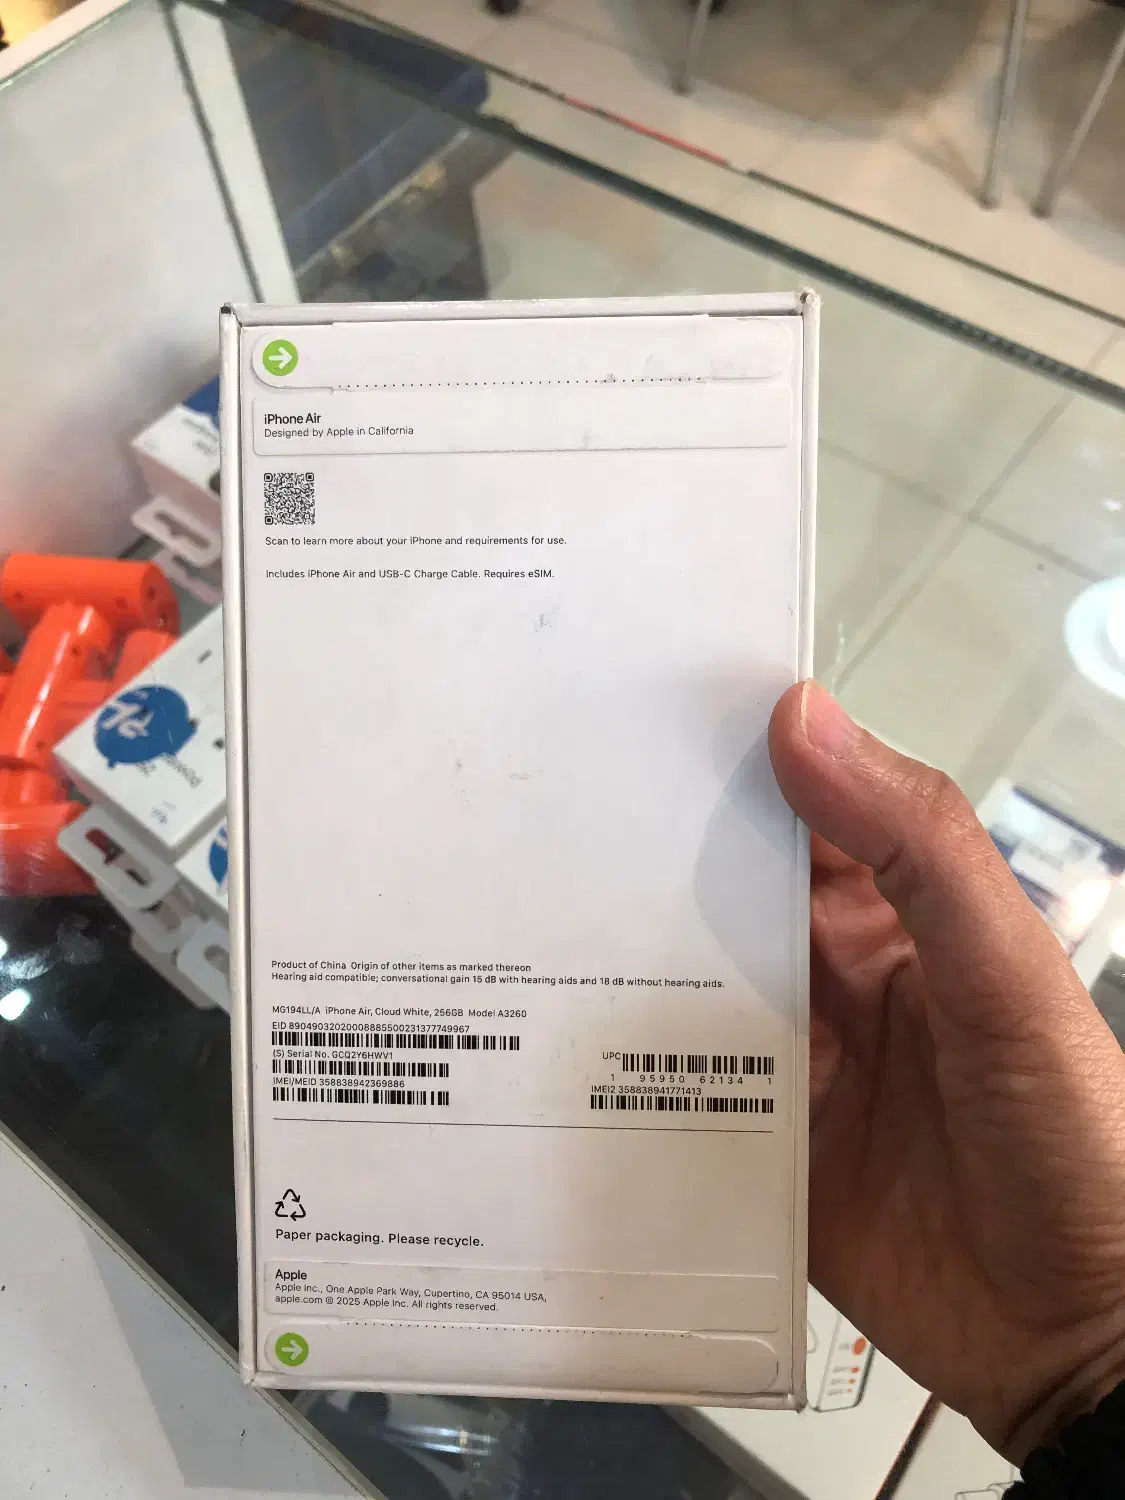 iPhone Air
Designed by Apple in California
Scan to learn more about your iPhone and requirements for use.
Includes iPhone Air and USB-C Charge Cable. Requires eSIM.
Product of China Origin of other items as marked thereon
Hearing aid compatible; conversational gain 15 dB with hearing aids and 18 dB without hearing aids.
MG194LL/A iPhone Air, Cloud White, 256GB Model A3260
EID 89049032020008885500231377749967
(S) Serial No. GCQ2Y6HWV1
IMEI/MEID 358838942369886
UPC
1 95950 62134 1
IMEI2 358838941771413
Paper packaging. Please recycle.
Apple
Apple Inc., One Apple Park Way, Cupertino, CA 95014 USA,
apple.com © 2025 Apple Inc. All rights reserved.
Power